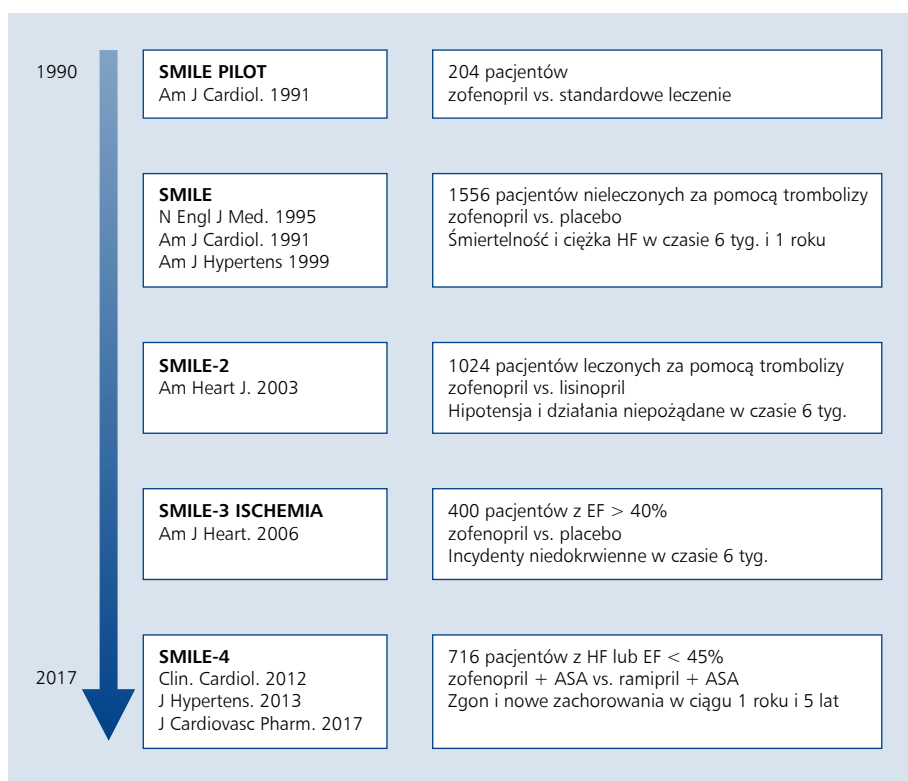 1990
SMILE PILOT
Am J Cardiol. 1991
204 pacjentów
zofenopril vs. standardowe leczenie
SMILE
N Engl J Med. 1995
Am J Cardiol. 1991
Am J Hypertens 1999
1556 pacjentów nieleczonych za pomocą trombolizy
zofenopril vs. placebo
Śmiertelność i ciężka HF w czasie 6 tyg. i 1 roku
SMILE-2
Am Heart J. 2003
1024 pacjentów leczonych za pomocą trombolizy
zofenopril vs. lisinopril
Hipotensja i działania niepożądane w czasie 6 tyg.
SMILE-3 ISCHEMIA
Am J Heart. 2006
400 pacjentów z EF > 40%
zofenopril vs. placebo
Incydenty niedokrwienne w czasie 6 tyg.
2017
SMILE-4
Clin. Cardiol. 2012
J Hypertens. 2013
J Cardiovasc Pharm. 2017
716 pacjentów z HF lub EF < 45%
zofenopril + ASA vs. ramipril + ASA
Zgon i nowe zachorowania w ciągu 1 roku i 5 lat